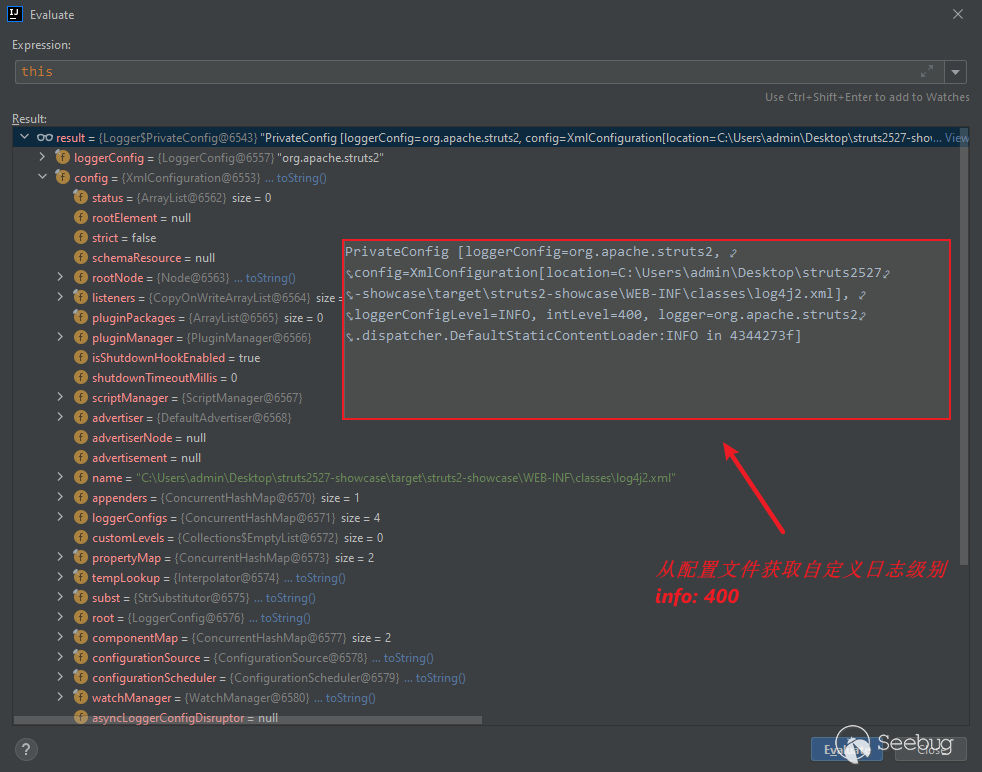 Evaluate
Expression:
this
Use Ctrl+Shift+Enter to add to Watches
Result:
result = {Logger$PrivateConfig@6543} "PrivateConfig [loggerConfig=org.apache.struts2, config=XmlConfiguration[location=C:\Users\admin\Desktop\struts2527-sho... View
loggerConfig = {LoggerConfig@6557} "org.apache.struts2"
config = {XmlConfiguration@6553} ... toString()
status = {ArrayList@6562} size = 0
rootElement = null
strict = false
schemaResource = null
rootNode = {Node@6563} ... toString()
listeners = {CopyOnWriteArrayList@6564} size =
pluginPackages = {ArrayList@6565} size = 0
pluginManager = {PluginManager@6566}
isShutdownHookEnabled = true
shutdownTimeoutMillis = 0
scriptManager = {ScriptManager@6567}
advertiser = {DefaultAdvertiser@6568}
advertiserNode = null
advertisement = null
name = "C:\Users\admin\Desktop\struts2527-showcase\target\struts2-showcase\WEB-INF\classes\log4j2.xml"
appenders = {ConcurrentHashMap@6570} size = 1
loggerConfigs = {ConcurrentHashMap@6571} size = 4
customLevels = {Collections$EmptyList@6572} size = 0
propertyMap = {ConcurrentHashMap@6573} size = 2
tempLookup = {Interpolator@6574} ... toString()
subst = {StrSubstitutor@6575} ... toString()
root = {LoggerConfig@6576} ... toString()
componentMap = {ConcurrentHashMap@6577} size = 2
configurationSource = {ConfigurationSource@6578} ... toString()
configurationScheduler = {ConfigurationScheduler@6579} ... toString()
watchManager = {WatchManager@6580} ... toString()
asyncLoggerConfigDisruptor = null
PrivateConfig [loggerConfig=org.apache.struts2,
config=XmlConfiguration[location=C:\Users\admin\Desktop\struts2527
-showcase\target\struts2-showcase\WEB-INF\classes\log4j2.xml],
loggerConfigLevel=INFO, intLevel=400, logger=org.apache.struts2
.dispatcher.DefaultStaticContentLoader:INFO in 4344273f]
从配置文件获取自定义日志级别
info: 400
?
Evaluate
Close
Seebug